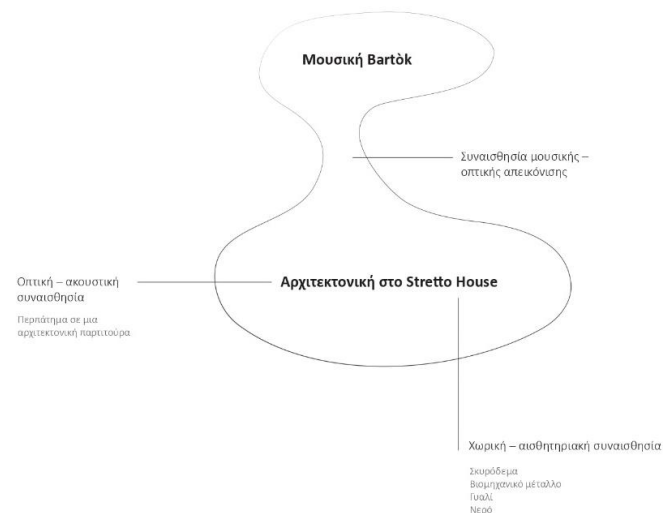 Μουσική Bartòk
Συναισθησία μουσικής –
οπτικής απεικόνισης
Οπτική – ακουστική
συναισθησία
Αρχιτεκτονική στο Stretto House
Περπάτημα σε μια
αρχιτεκτονική παρτιτούρα
Χωρική – αισθητηριακή συναισθησία
Σκυρόδεμα
Βιομηχανικό μέταλλο
Γυαλί
Νερό